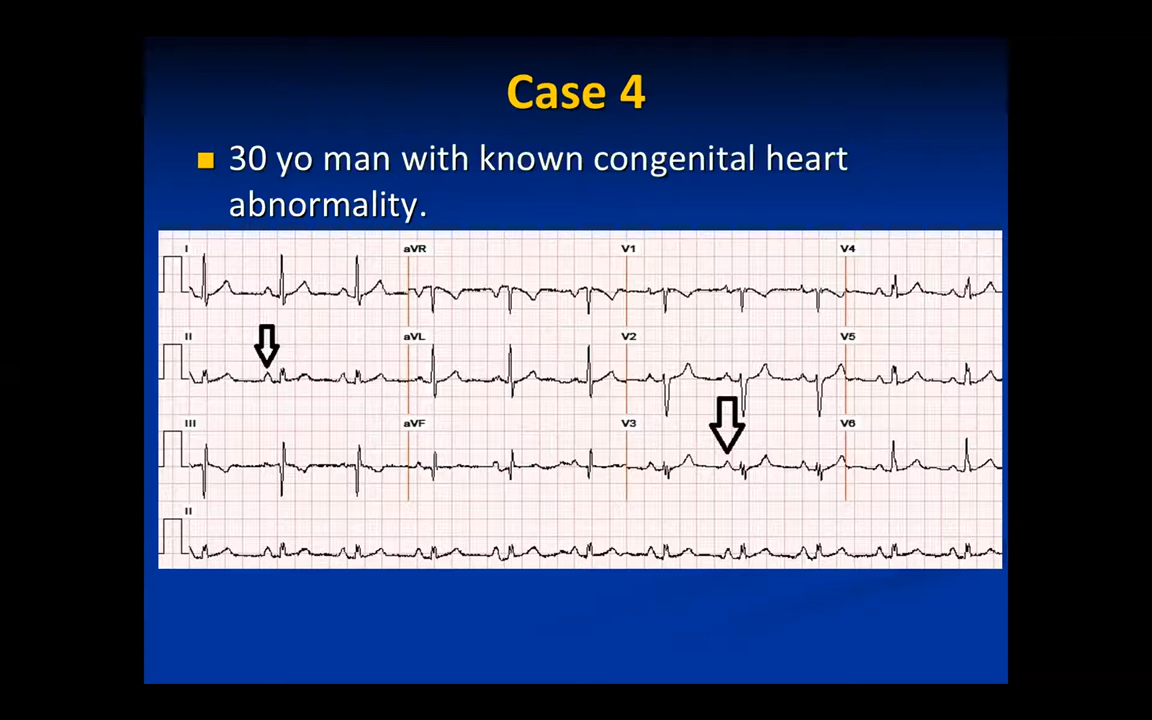 Case 4
30 yo man with known congenital heart
abnormality.
I aVR V1 V4
II aVL V2 V5
III aVF V3 V6
II